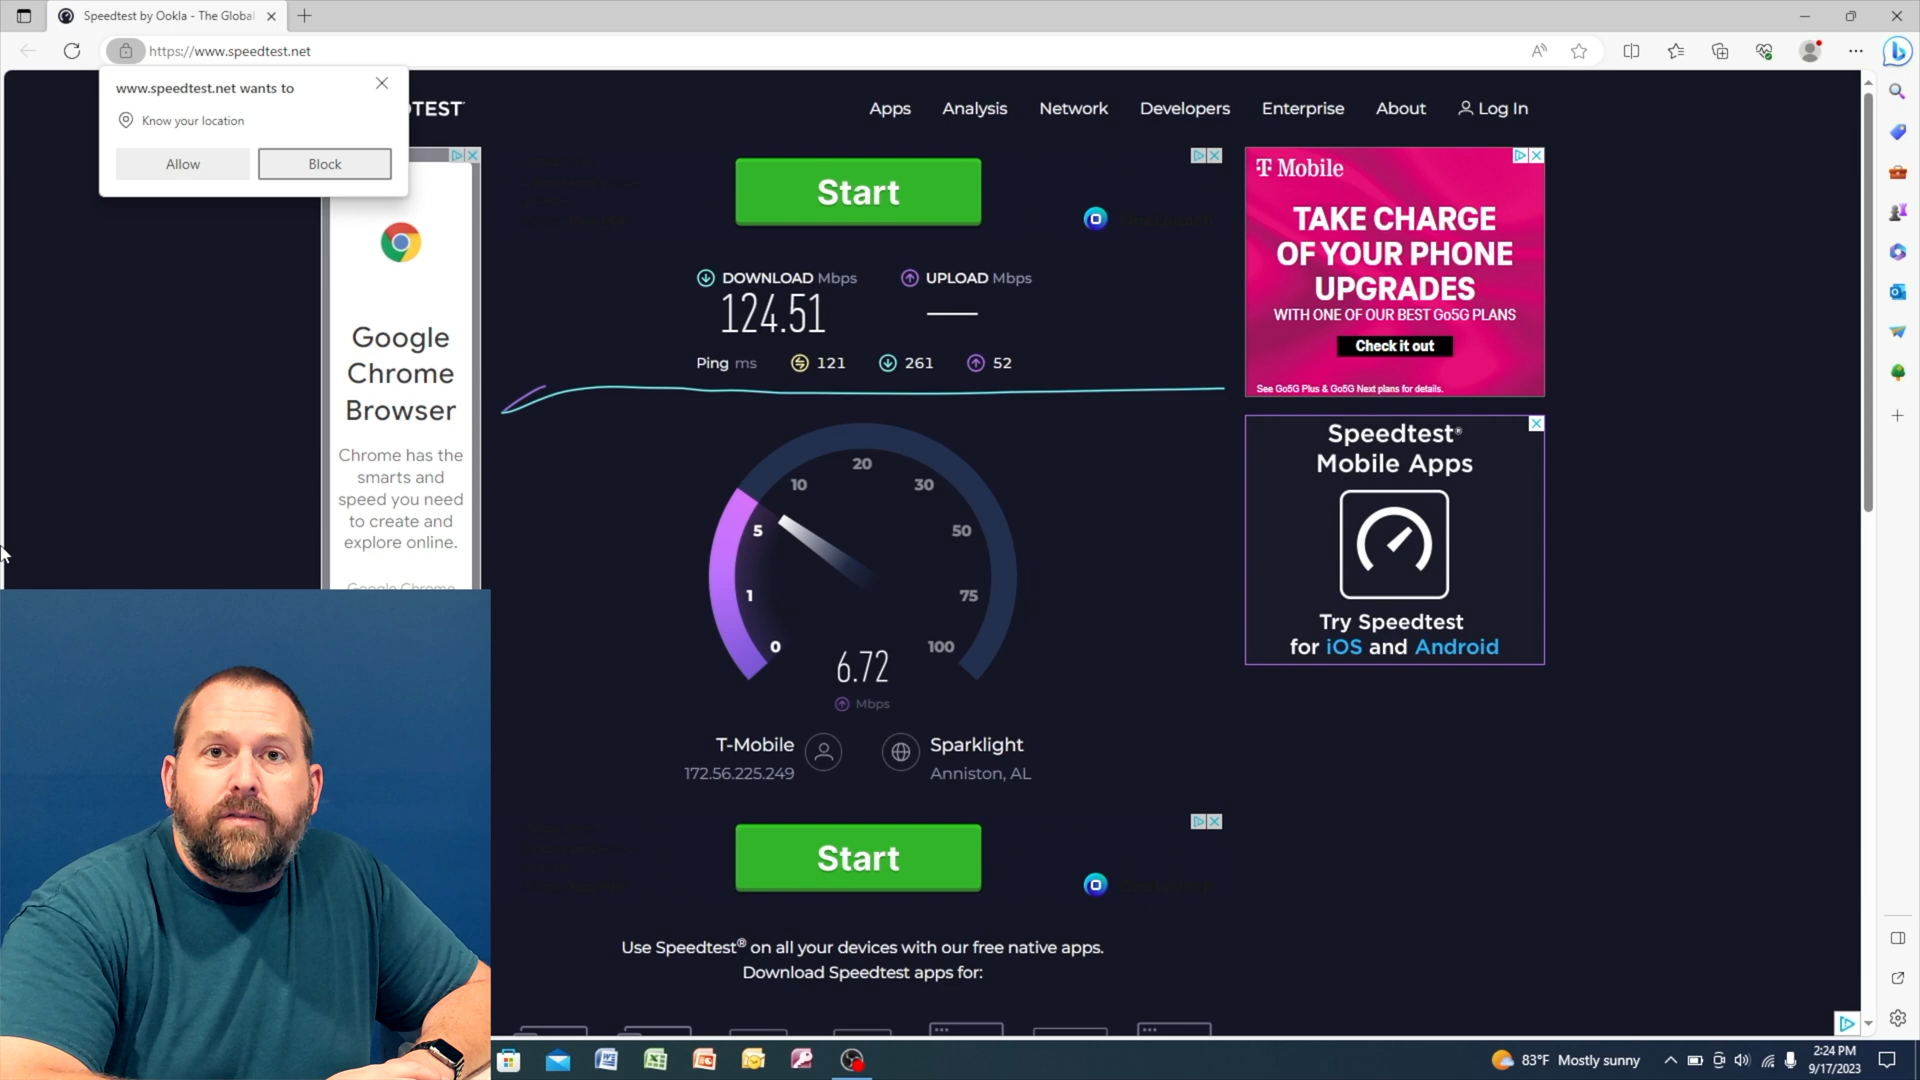 Speedtest by Ookla - The Global
https://www.speedtest.net
www.speedtest.net wants to
Know your location
Allow
Block
DTEST
Apps
Analysis
Network
Developers
Enterprise
About
Log In
Start
DOWNLOAD Mbps
124.51
UPLOAD Mbps
Ping ms
121
261
52
Google
Chrome
Browser
Chrome has the
smarts and
speed you need
to create and
explore online.
Google Chrome
0
1
5
10
20
30
50
75
100
6.72
Mbps
T-Mobile
172.56.225.249
Sparklight
Anniston, AL
Start
Use Speedtest® on all your devices with our free native apps.
Download Speedtest apps for:
T Mobile
TAKE CHARGE
OF YOUR PHONE
UPGRADES
WITH ONE OF OUR BEST Go5G PLANS
Check it out
See Go5G Plus & Go5G Next plans for details.
Speedtest®
Mobile Apps
Try Speedtest
for iOS and Android
83°F Mostly sunny
2:24 PM
9/17/2023